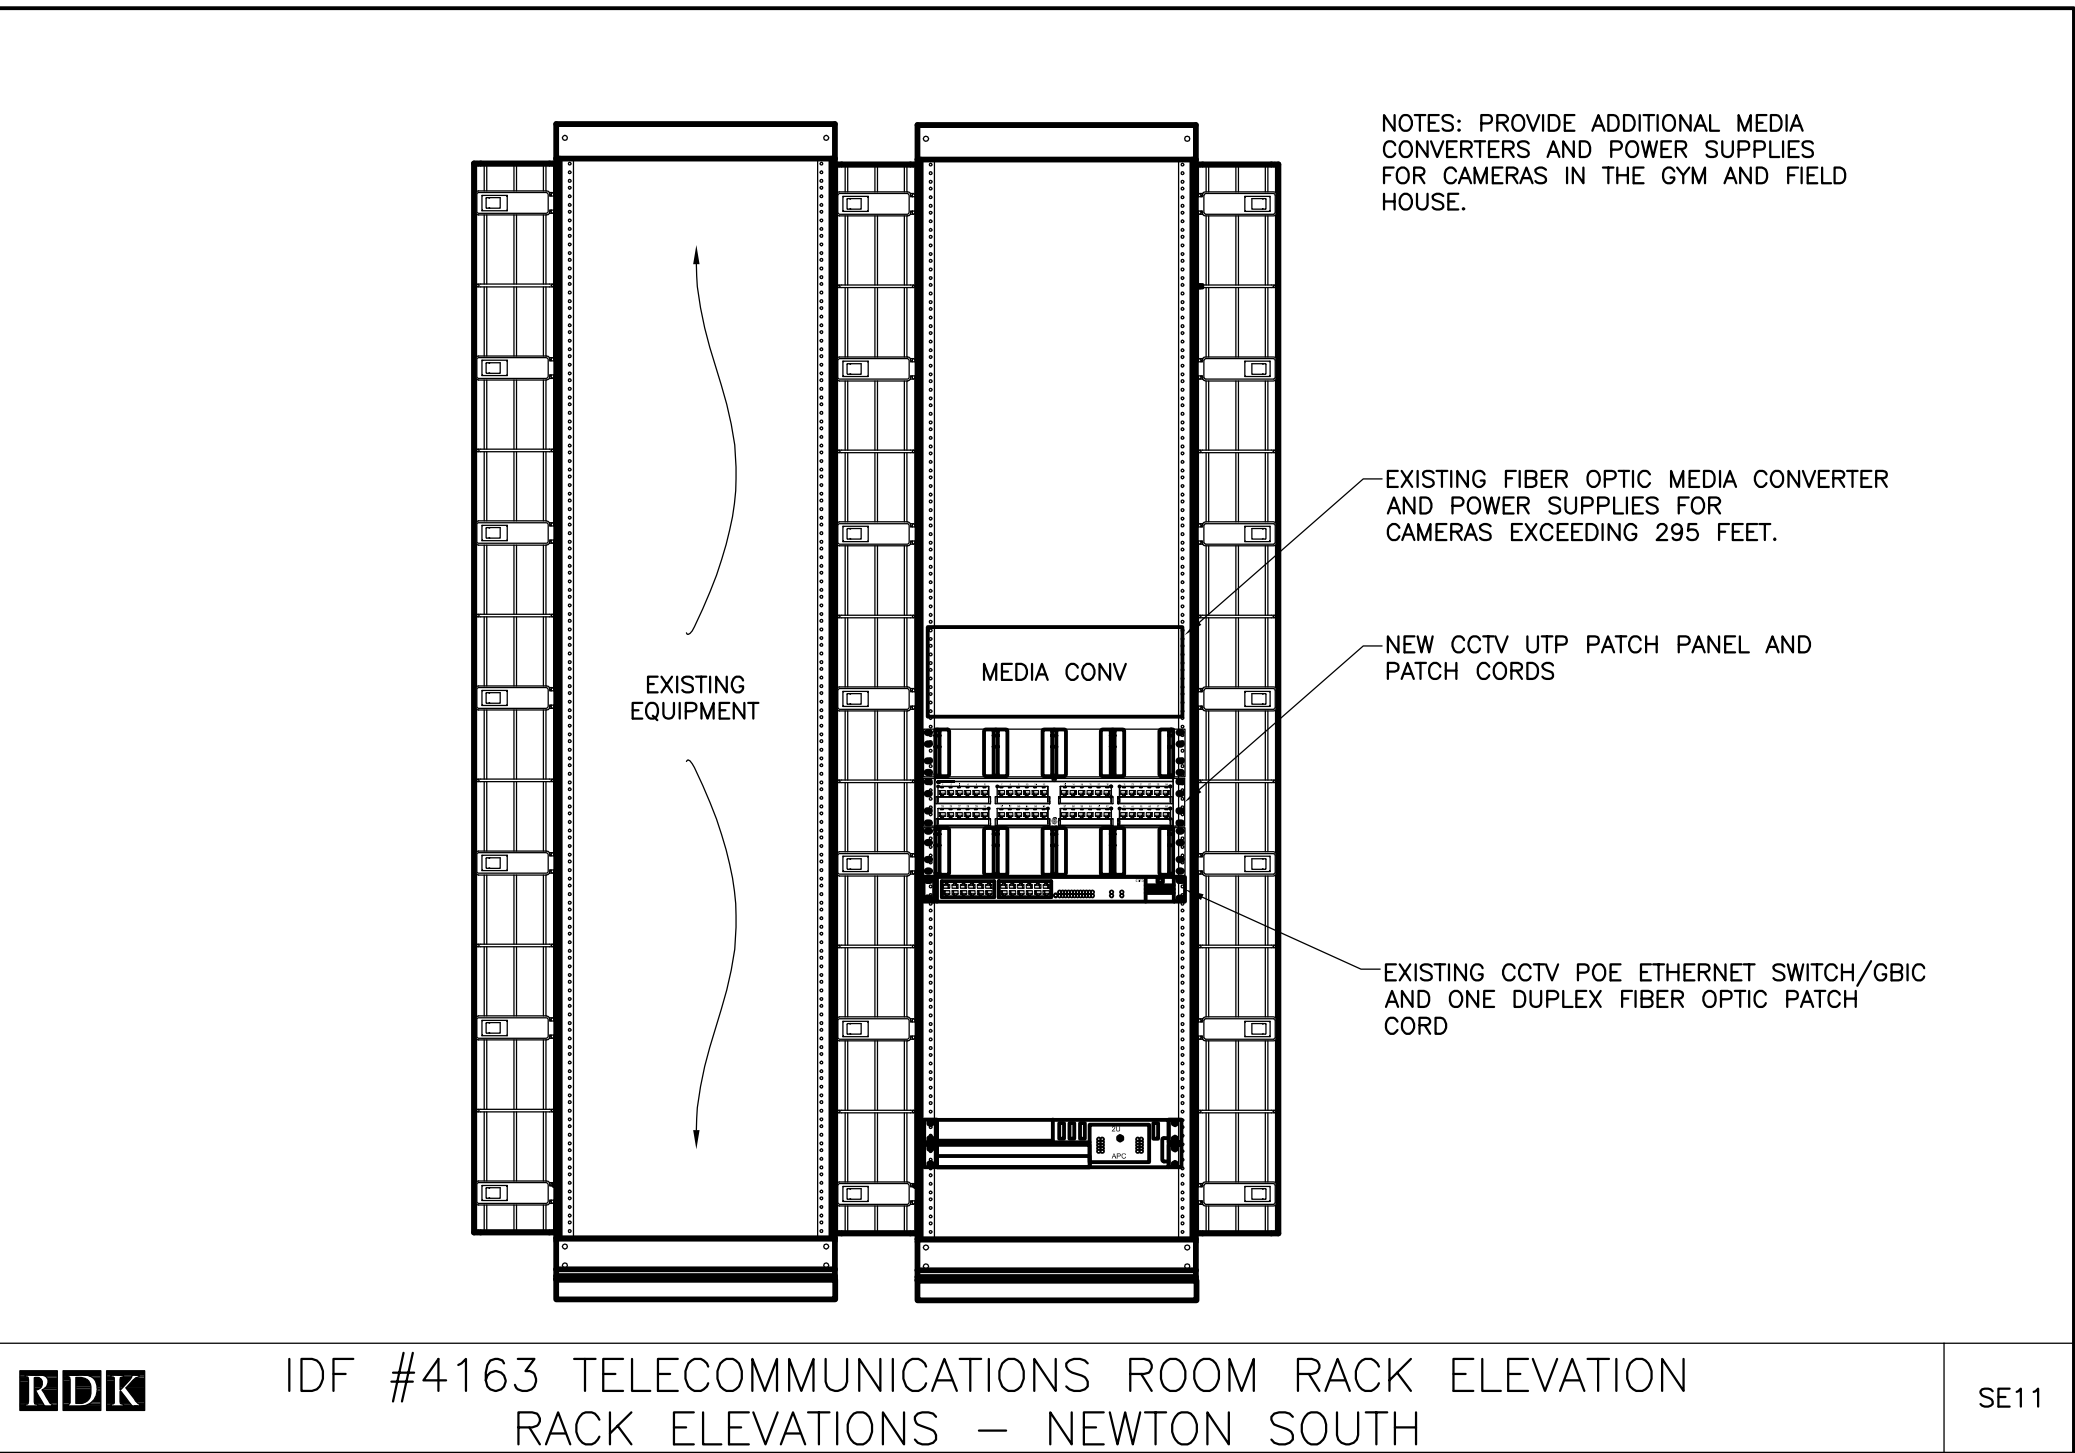 NOTES: PROVIDE ADDITIONAL MEDIA
CONVERTERS AND POWER SUPPLIES
FOR CAMERAS IN THE GYM AND FIELD
HOUSE.
EXISTING FIBER OPTIC MEDIA CONVERTER
AND POWER SUPPLIES FOR
CAMERAS EXCEEDING 295 FEET.
NEW CCTV UTP PATCH PANEL AND
PATCH CORDS
MEDIA CONV
EXISTING
EQUIPMENT
EXISTING CCTV POE ETHERNET SWITCH/GBIC
AND ONE DUPLEX FIBER OPTIC PATCH
CORD
2U
APC
RDK
IDF #4163 TELECOMMUNICATIONS ROOM RACK ELEVATION
RACK ELEVATIONS – NEWTON SOUTH
SE11